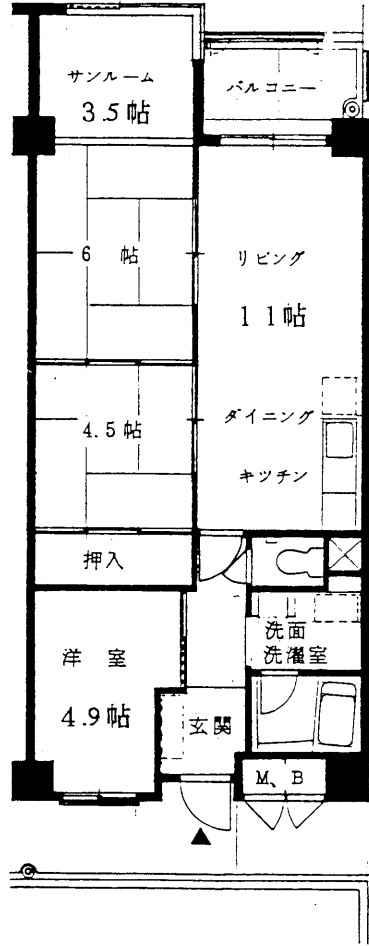 サンルーム
3.5帖
バルコニー
6 帖
リビング
11帖
4.5帖
ダイニング
キッチン
押入
洋 室
4.9帖
洗面
洗濯室
玄関
M、B